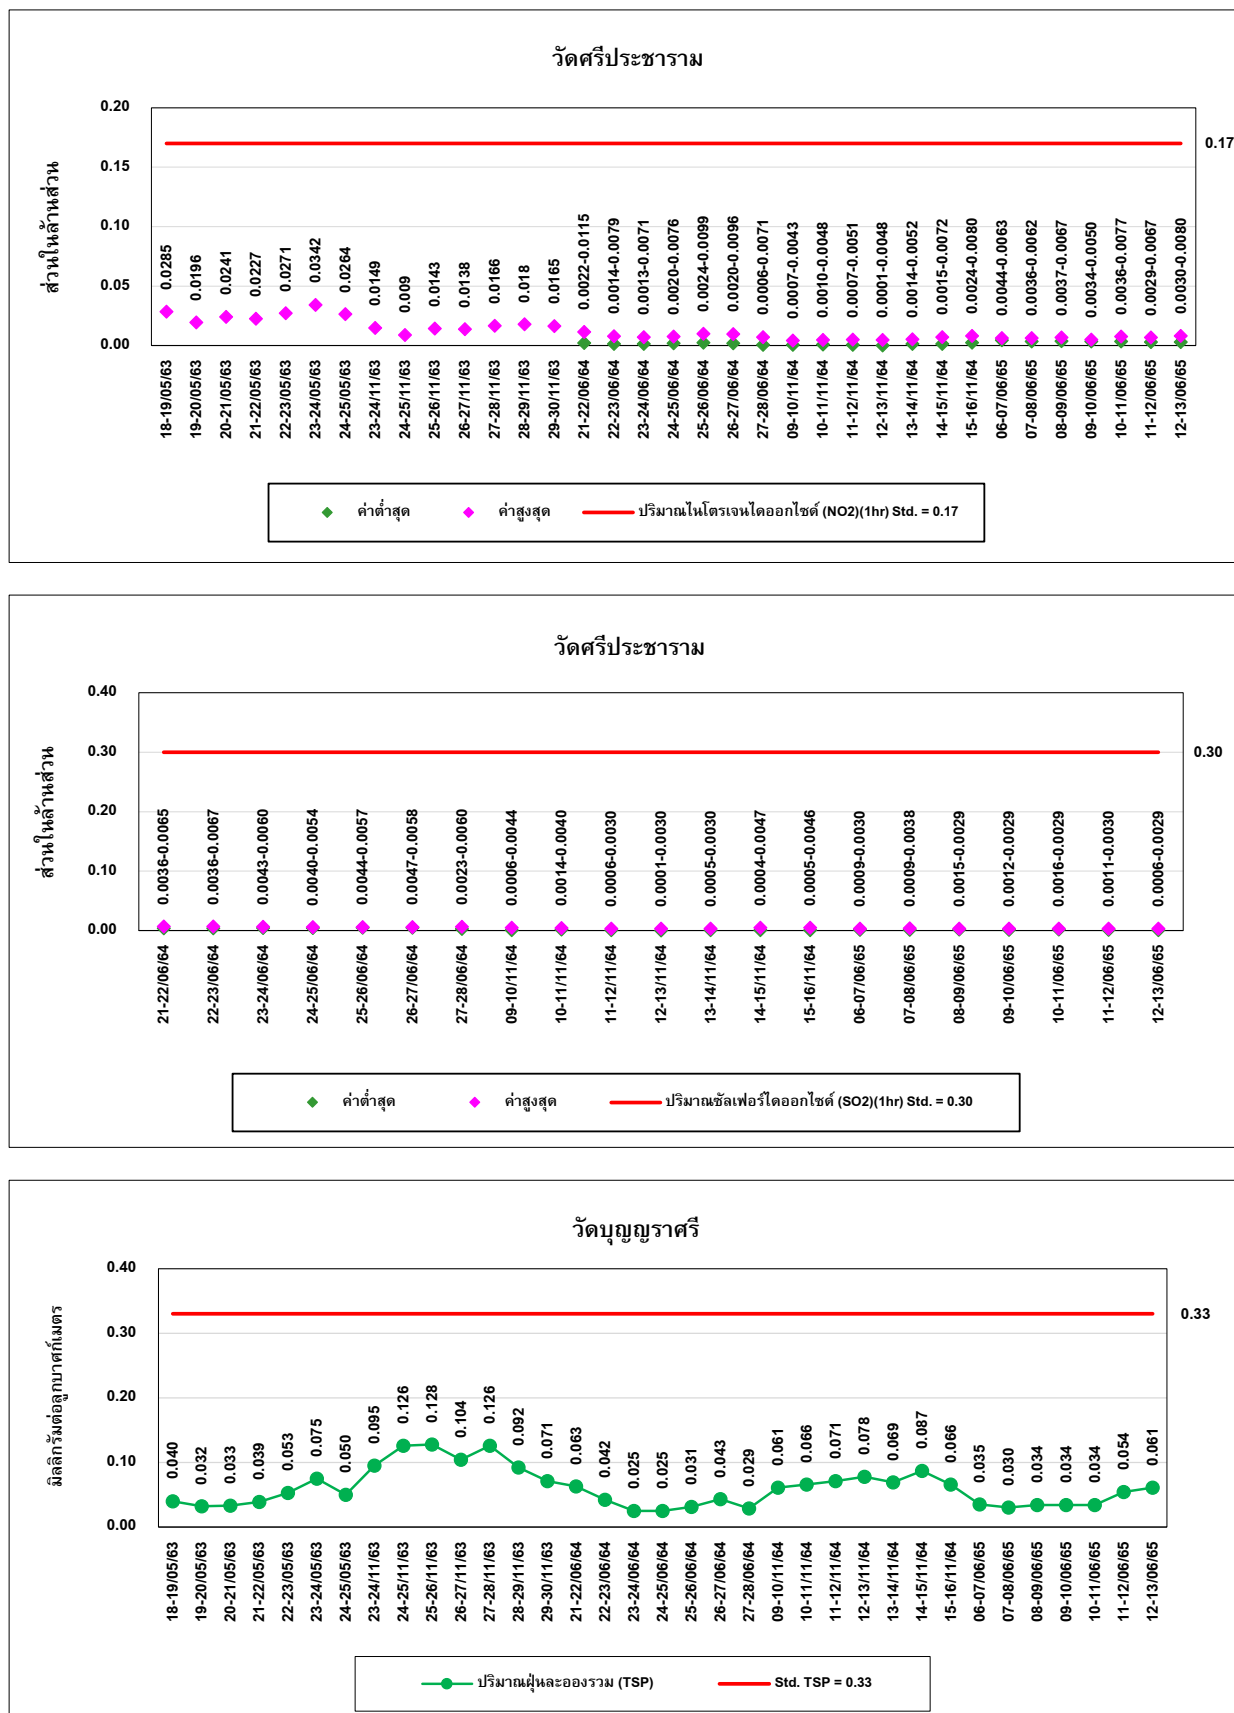 วัดศรีประชาราม
ส่วนในล้านส่วน
0.20
0.15
0.10
0.05
0.00
0.17
0.0285 0.0196 0.0241 0.0227 0.0271 0.0342 0.0264 0.0149 0.009 0.0143 0.0138 0.0166 0.018 0.0165 0.0022-0.0115 0.0014-0.0079 0.0013-0.0071 0.0020-0.0076 0.0024-0.0099 0.0020-0.0096 0.0006-0.0071 0.0007-0.0043 0.0010-0.0048 0.0007-0.0051 0.0001-0.0048 0.0014-0.0052 0.0015-0.0072 0.0024-0.0080 0.0044-0.0063 0.0036-0.0062 0.0037-0.0067 0.0034-0.0050 0.0036-0.0077 0.0029-0.0067 0.0030-0.0080
18-19/05/63 19-20/05/63 20-21/05/63 21-22/05/63 22-23/05/63 23-24/05/63 24-25/05/63 23-24/11/63 24-25/11/63 25-26/11/63 26-27/11/63 27-28/11/63 28-29/11/63 29-30/11/63 21-22/06/64 22-23/06/64 23-24/06/64 24-25/06/64 25-26/06/64 26-27/06/64 27-28/06/64 09-10/11/64 10-11/11/64 11-12/11/64 12-13/11/64 13-14/11/64 14-15/11/64 15-16/11/64 06-07/06/65 07-08/06/65 08-09/06/65 09-10/06/65 10-11/06/65 11-12/06/65 12-13/06/65
ค่าต่ำสุด ค่าสูงสุด ปริมาณไนโตรเจนไดออกไซด์ (NO2)(1hr) Std. = 0.17
วัดศรีประชาราม
ส่วนในล้านส่วน
0.40
0.30
0.20
0.10
0.00
0.30
0.0036-0.0065 0.0036-0.0067 0.0043-0.0060 0.0040-0.0054 0.0044-0.0057 0.0047-0.0058 0.0023-0.0060 0.0006-0.0044 0.0014-0.0040 0.0006-0.0030 0.0001-0.0030 0.0005-0.0030 0.0004-0.0047 0.0005-0.0046 0.0009-0.0030 0.0009-0.0038 0.0015-0.0029 0.0012-0.0029 0.0016-0.0029 0.0011-0.0030 0.0006-0.0029
21-22/06/64 22-23/06/64 23-24/06/64 24-25/06/64 25-26/06/64 26-27/06/64 27-28/06/64 09-10/11/64 10-11/11/64 11-12/11/64 12-13/11/64 13-14/11/64 14-15/11/64 15-16/11/64 06-07/06/65 07-08/06/65 08-09/06/65 09-10/06/65 10-11/06/65 11-12/06/65 12-13/06/65
ค่าต่ำสุด ค่าสูงสุด ปริมาณซัลเฟอร์ไดออกไซด์ (SO2)(1hr) Std. = 0.30
วัดบุญญราศรี
มิลลิกรัมต่อลูกบาศก์เมตร
0.40
0.30
0.20
0.10
0.00
0.33
0.040 0.032 0.033 0.039 0.053 0.075 0.050 0.095 0.126 0.128 0.104 0.126 0.092 0.071 0.063 0.042 0.025 0.025 0.031 0.043 0.029 0.061 0.066 0.071 0.078 0.069 0.087 0.066 0.035 0.030 0.034 0.034 0.034 0.054 0.061
18-19/05/63 19-20/05/63 20-21/05/63 21-22/05/63 22-23/05/63 23-24/05/63 24-25/05/63 23-24/11/63 24-25/11/63 25-26/11/63 26-27/11/63 27-28/11/63 28-29/11/63 29-30/11/63 21-22/06/64 22-23/06/64 23-24/06/64 24-25/06/64 25-26/06/64 26-27/06/64 27-28/06/64 09-10/11/64 10-11/11/64 11-12/11/64 12-13/11/64 13-14/11/64 14-15/11/64 15-16/11/64 06-07/06/65 07-08/06/65 08-09/06/65 09-10/06/65 10-11/06/65 11-12/06/65 12-13/06/65
ปริมาณฝุ่นละอองรวม (TSP) Std. TSP = 0.33